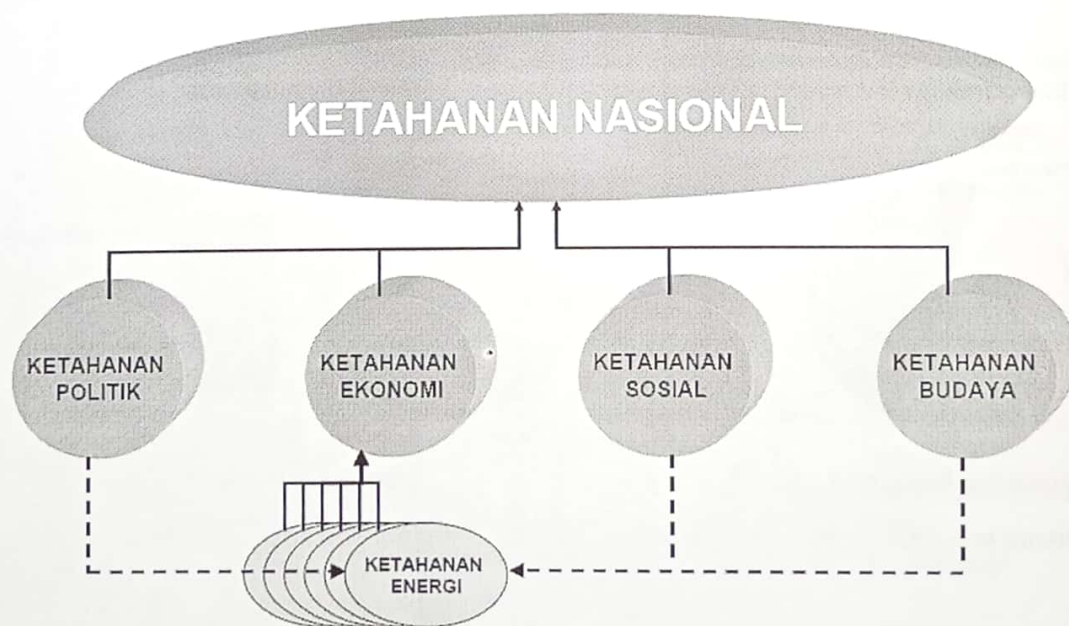 KETAHANAN NASIONAL
KETAHANAN
POLITIK
KETAHANAN
EKONOMI
KETAHANAN
SOSIAL
KETAHANAN
BUDAYA
KETAHANAN
ENERGI